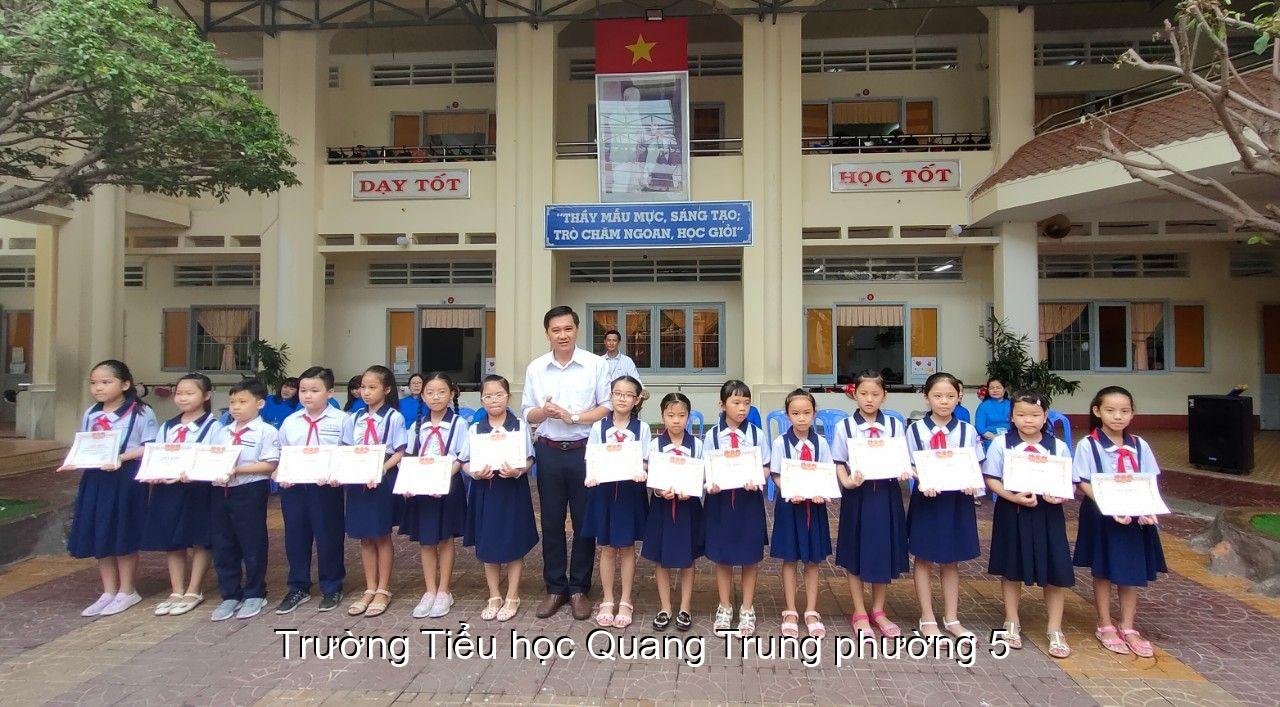 DẠY TỐT
HỌC TỐT
"THẦY MẪU MỰC, SÁNG TẠO;
TRÒ CHĂM NGOAN, HỌC GIỎI"
Trường Tiểu học Quang Trung phường 5